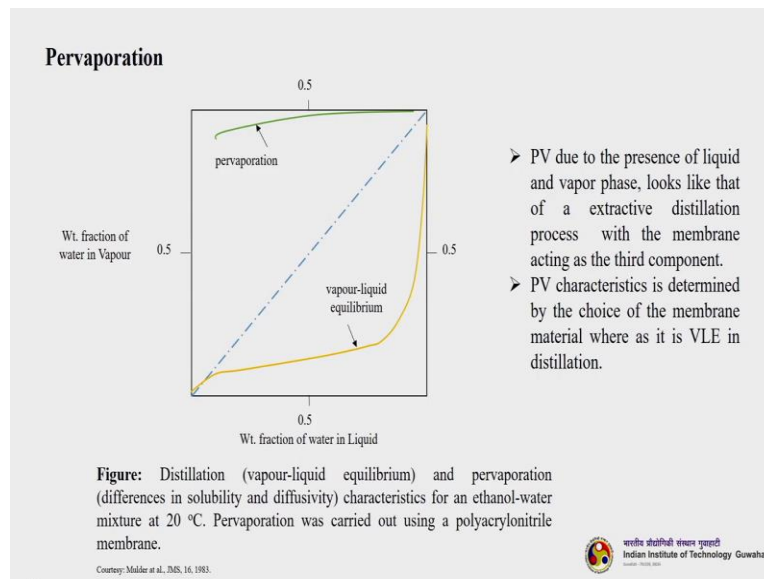 Pervaporation
0.5
pervaporation
Wt. fraction of
water in Vapour
0.5
0.5
vapour-liquid
equilibrium
0.5
Wt. fraction of water in Liquid
➢ PV due to the presence of liquid
and vapor phase, looks like that
of a extractive distillation
process with the membrane
acting as the third component.
➢ PV characteristics is determined
by the choice of the membrane
material where as it is VLE in
distillation.
Figure: Distillation (vapour-liquid equilibrium) and pervaporation
(differences in solubility and diffusivity) characteristics for an ethanol-water
mixture at 20 °C. Pervaporation was carried out using a polyacrylonitrile
membrane.
Courtesy: Mulder at al., JMS, 16, 1983.
भारतीय प्रौद्योगिकी संस्थान गुवाहाटी
Indian Institute of Technology Guwaha